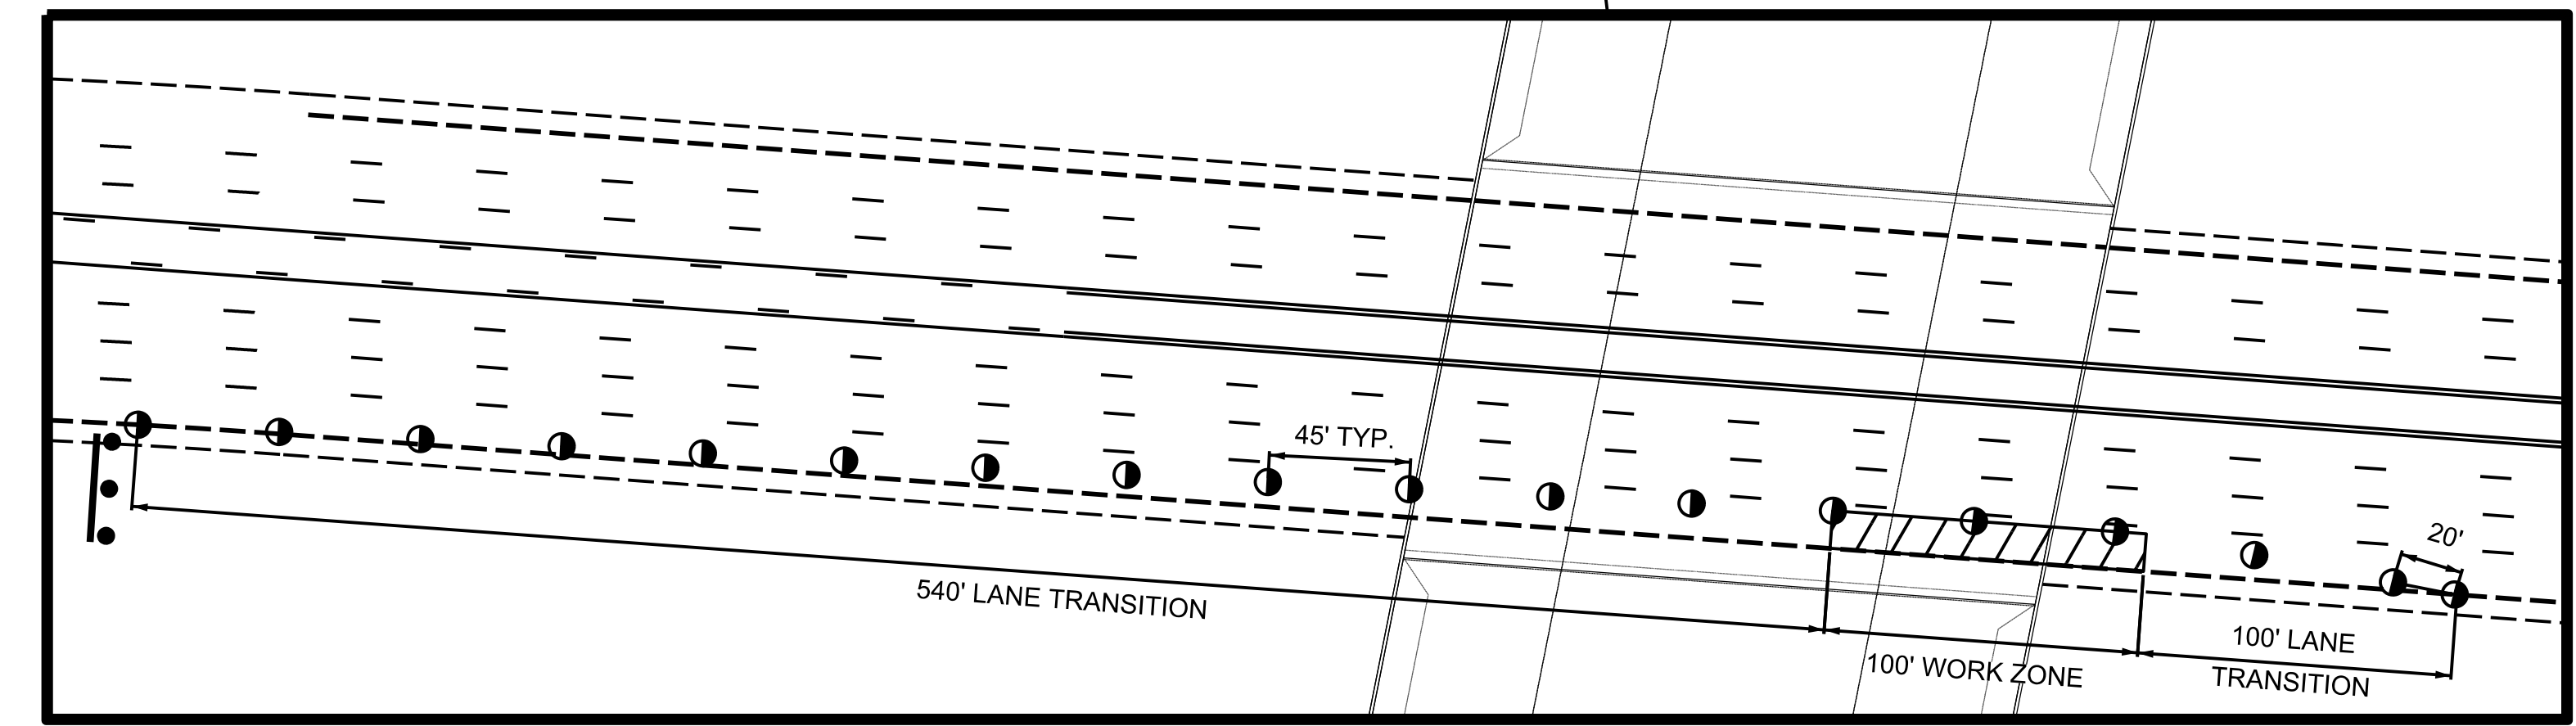 45' TYP.
20'
540' LANE TRANSITION
100' WORK ZONE
100' LANE
TRANSITION